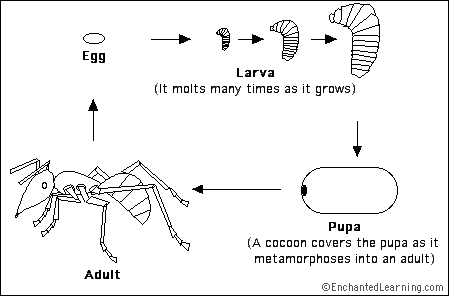 Egg
Larva
(It molts many times as it grows)
Pupa
(A cocoon covers the pupa as it
metamorphoses into an adult)
Adult
©EnchantedLearning.com